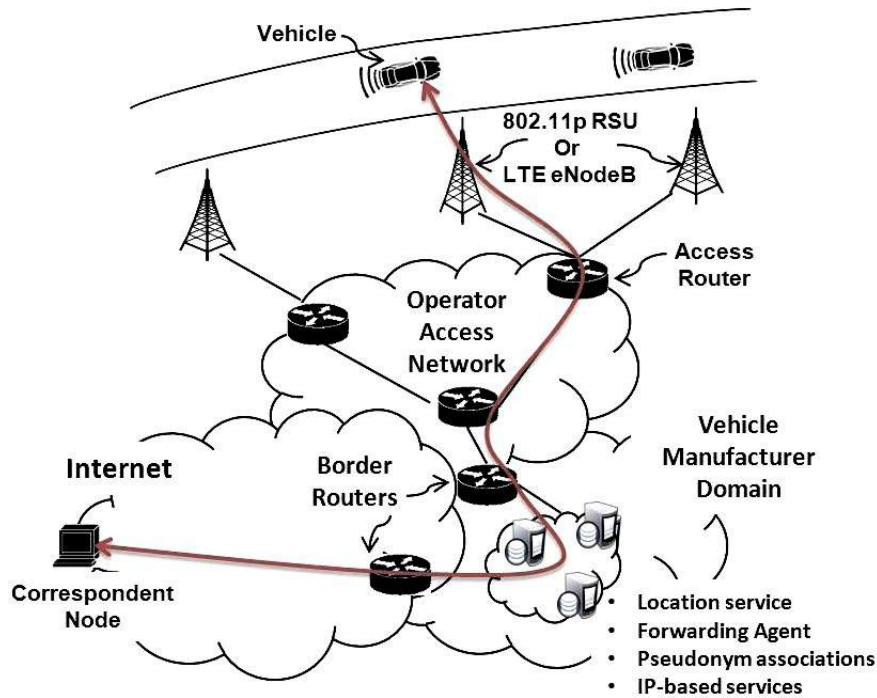 Vehicle
802.11p RSU
Or
LTE eNodeB
Access
Router
Operator
Access
Network
Vehicle
Manufacturer
Domain
Internet
Border
Routers
Correspondent
Node
• Location service
• Forwarding Agent
• Pseudonym associations
• IP-based services